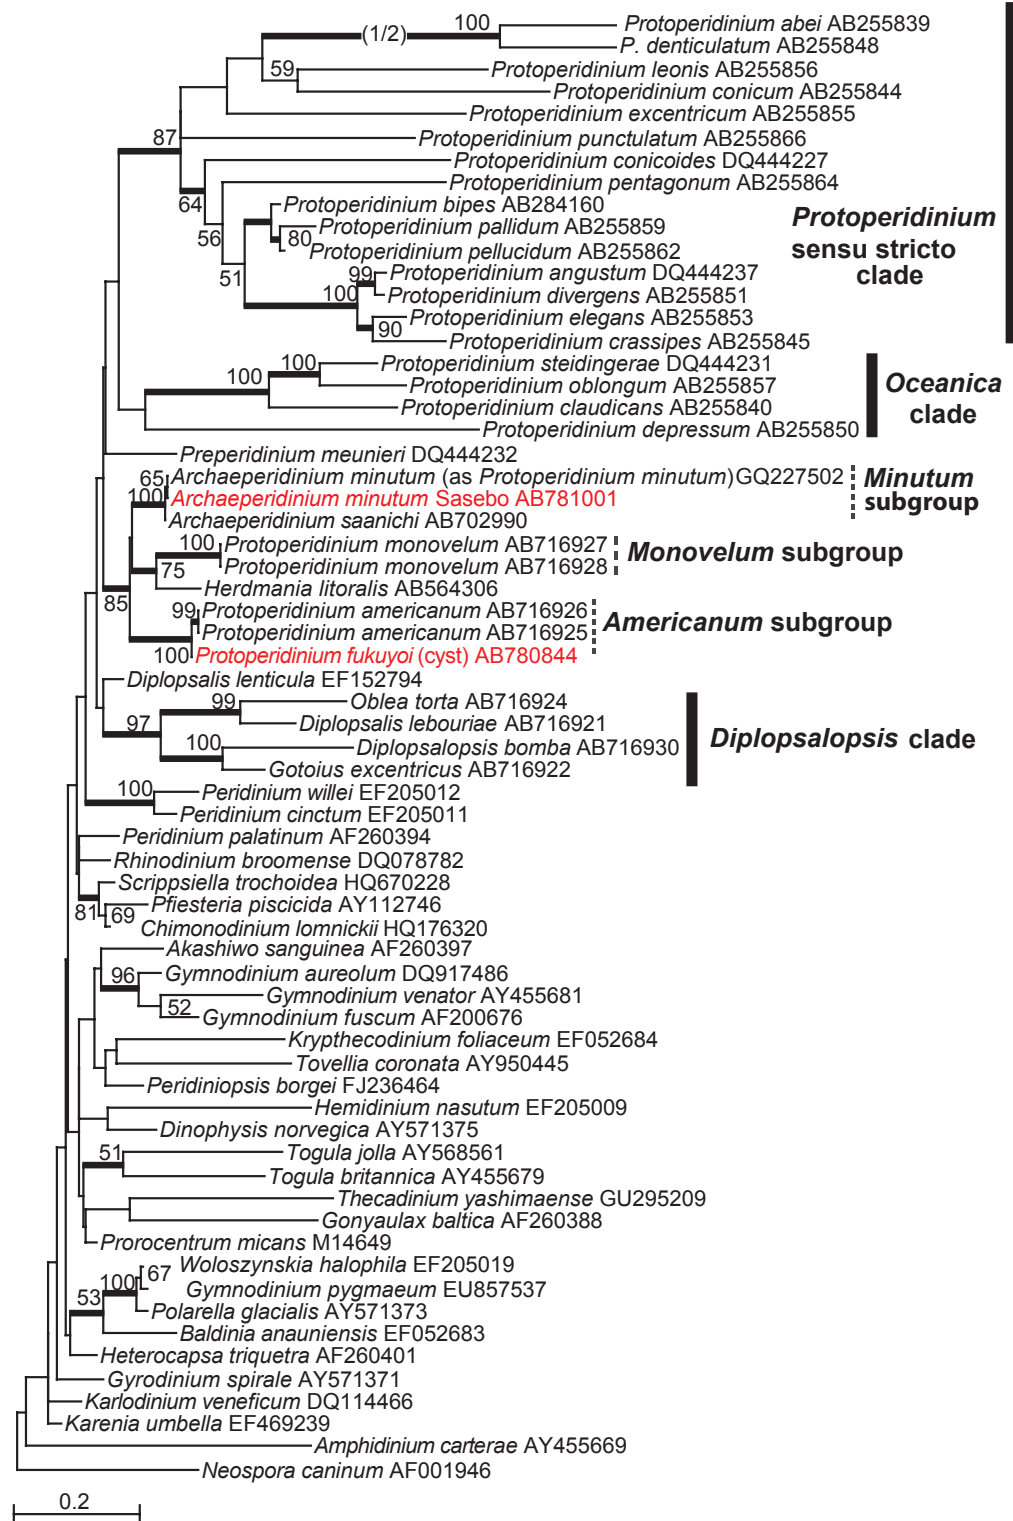 100
(1/2)
Protoperidinium abei AB255839
P. denticulatum AB255848
59
Protoperidinium leonis AB255856
Protoperidinium conicum AB255844
Protoperidinium excentricum AB255855
87
Protoperidinium punctulatum AB255866
Protoperidinium conicoides DQ444227
Protoperidinium pentagonum AB255864
64
Protoperidinium bipes AB284160
Protoperidinium pallidum AB255859
56
80
Protoperidinium pellucidum AB255862
51
99
Protoperidinium angustum DQ444237
100
Protoperidinium divergens AB255851
Protoperidinium elegans AB255853
90
Protoperidinium crassipes AB255845
Protoperidinium
sensu stricto
clade
100
Protoperidinium steidingerae DQ444231
100
Protoperidinium oblongum AB255857
Protoperidinium claudicans AB255840
Protoperidinium depressum AB255850
Oceanica
clade
Preperidinium meunieri DQ444232
65
Archaeperidinium minutum (as Protoperidinium minutum)GQ227502
100
Archaeperidinium minutum Sasebo AB781001
Archaeperidinium saanichi AB702990
Minutum
subgroup
100
Protoperidinium monovelum AB716927
75
Protoperidinium monovelum AB716928
Monovelum subgroup
Herdmania litoralis AB564306
85
99
Protoperidinium americanum AB716926
Protoperidinium americanum AB716925
100
Protoperidinium fukuyoi (cyst) AB780844
Americanum subgroup
Diplopsalis lenticula EF152794
99
Oblea torta AB716924
97
Diplopsalis lebouriae AB716921
100
Diplopsalopsis bomba AB716930
Gotoius excentricus AB716922
Diplopsalopsis clade
100
Peridinium willei EF205012
Peridinium cinctum EF205011
Peridinium palatinum AF260394
Rhinodinium broomense DQ078782
Scrippsiella trochoidea HQ670228
81
69
Pfiesteria piscicida AY112746
Chimonodinium lomnickii HQ176320
Akashiwo sanguinea AF260397
96
Gymnodinium aureolum DQ917486
Gymnodinium venator AY455681
52
Gymnodinium fuscum AF200676
Krypthecodinium foliaceum EF052684
Tovellia coronata AY950445
Peridiniopsis borgei FJ236464
Hemidinium nasutum EF205009
Dinophysis norvegica AY571375
51
Togula jolla AY568561
Togula britannica AY455679
Thecadinium yashimaense GU295209
Gonyaulax baltica AF260388
Prorocentrum micans M14649
Woloszynskia halophila EF205019
67
100
Gymnodinium pygmaeum EU857537
53
Polarella glacialis AY571373
Baldinia anauniensis EF052683
Heterocapsa triquetra AF260401
Gyrodinium spirale AY571371
Karlodinium veneficum DQ114466
Karenia umbella EF469239
Amphidinium carterae AY455669
Neospora caninum AF001946
0.2